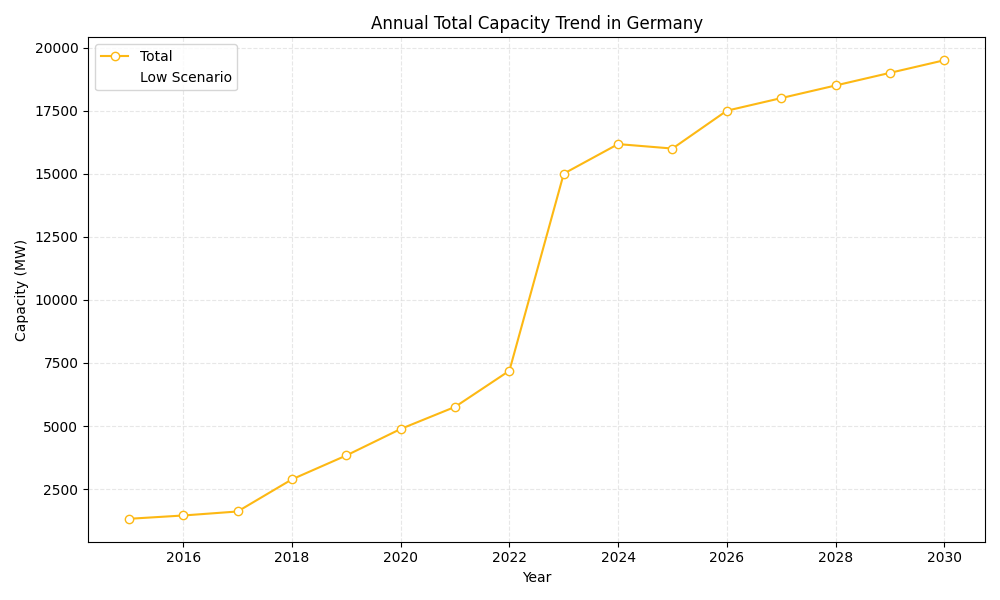 Annual Total Capacity Trend in Germany
Total
Low Scenario
20000
17500
15000
12500
10000
7500
5000
2500
Capacity (MW)
2016 2018 2020 2022 2024 2026 2028 2030
Year